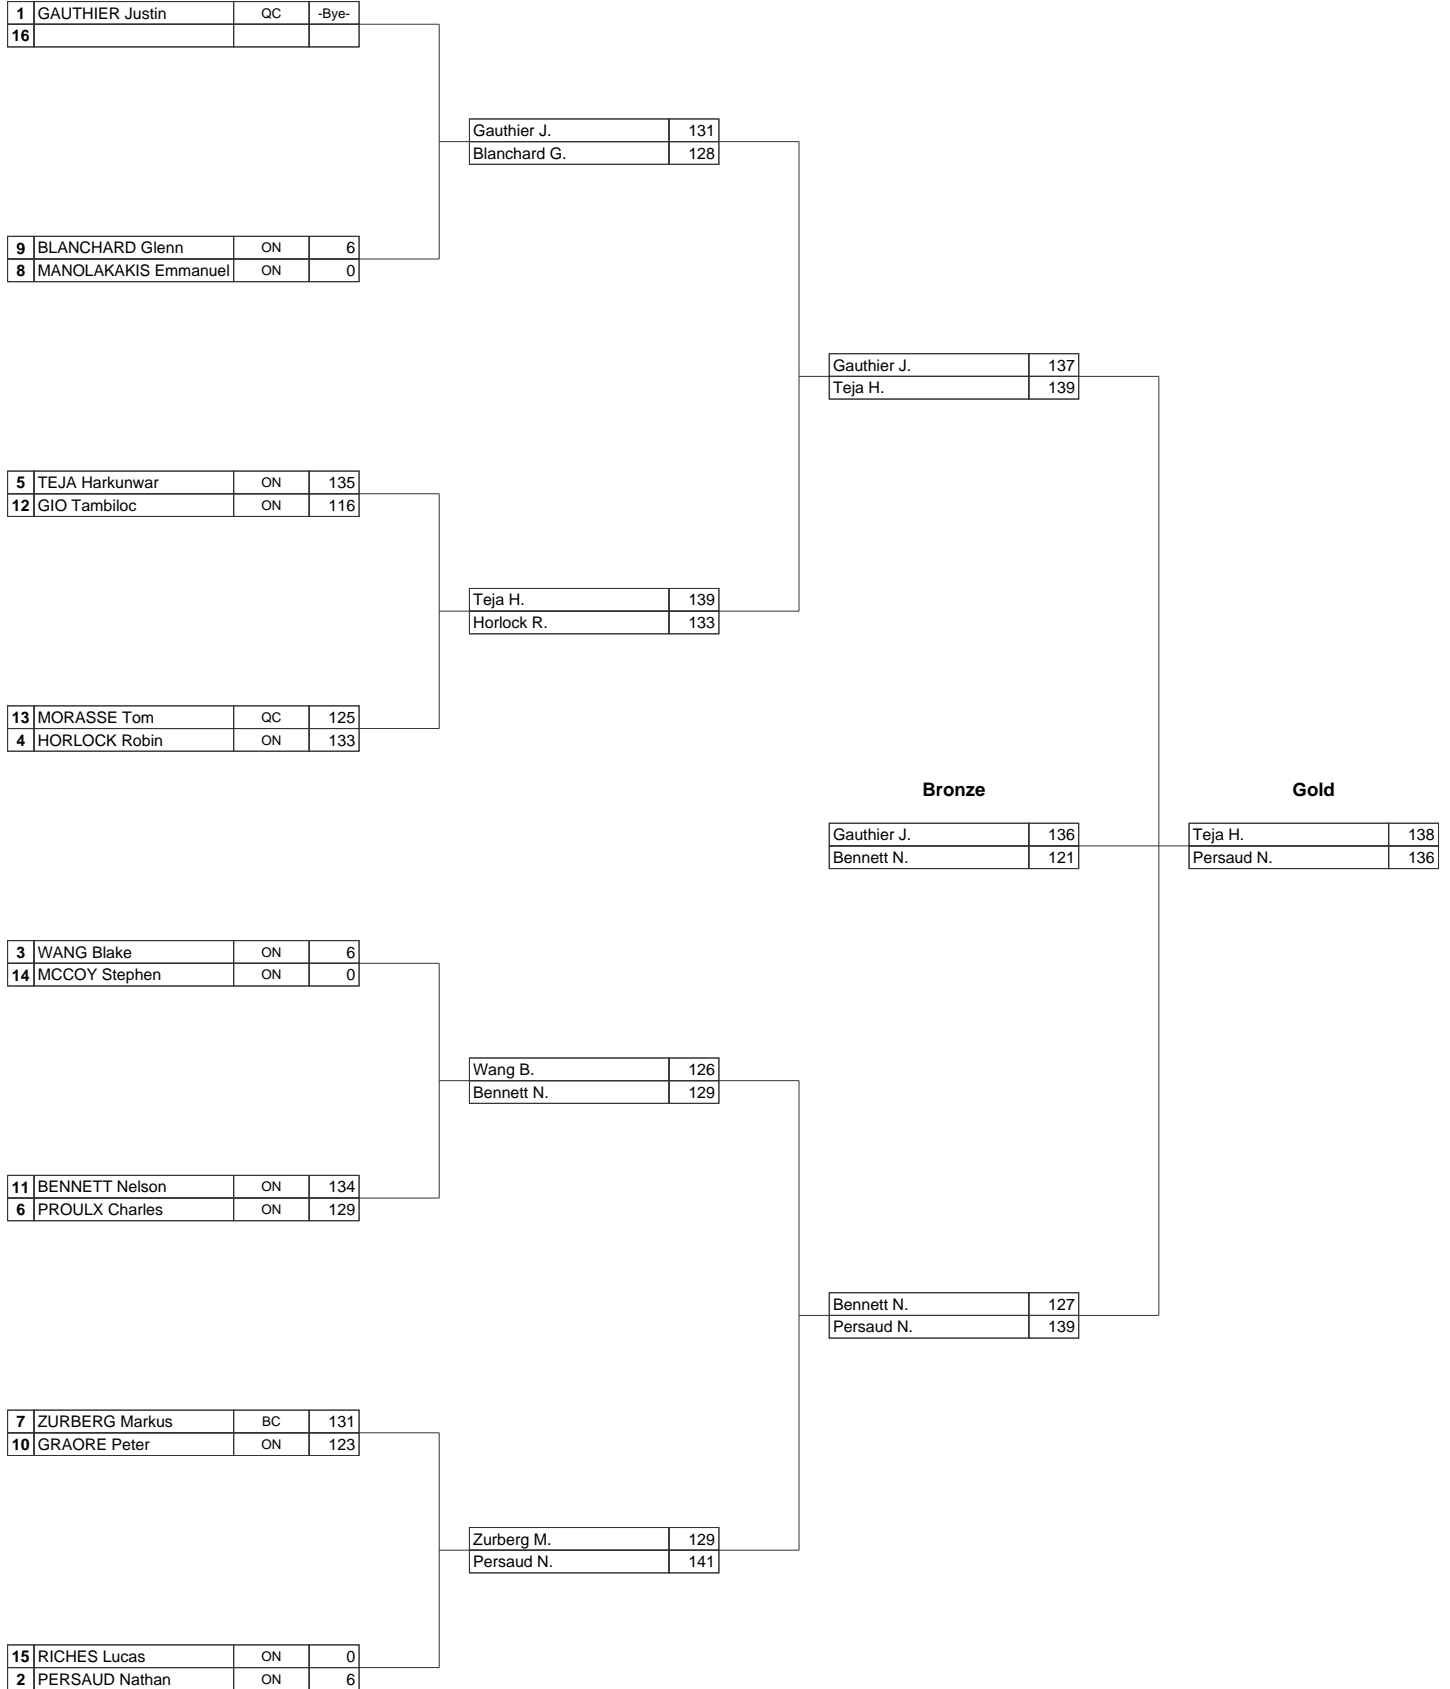 1 GAUTHIER Justin QC -Bye-
16
Gauthier J. 131
Blanchard G. 128
9 BLANCHARD Glenn ON 6
8 MANOLAKAKIS Emmanuel ON 0
Gauthier J. 137
Teja H. 139
5 TEJA Harkunwar ON 135
12 GIO Tambiloc ON 116
Teja H. 139
Horlock R. 133
13 MORASSE Tom QC 125
4 HORLOCK Robin ON 133
Bronze Gold
Gauthier J. 136 Teja H. 138
Bennett N. 121 Persaud N. 136
3 WANG Blake ON 6
14 MCCOY Stephen ON 0
Wang B. 126
Bennett N. 129
11 BENNETT Nelson ON 134
6 PROULX Charles ON 129
Bennett N. 127
Persaud N. 139
7 ZURBERG Markus BC 131
10 GRAORE Peter ON 123
Zurberg M. 129
Persaud N. 141
15 RICHES Lucas ON 0
2 PERSAUD Nathan ON 6